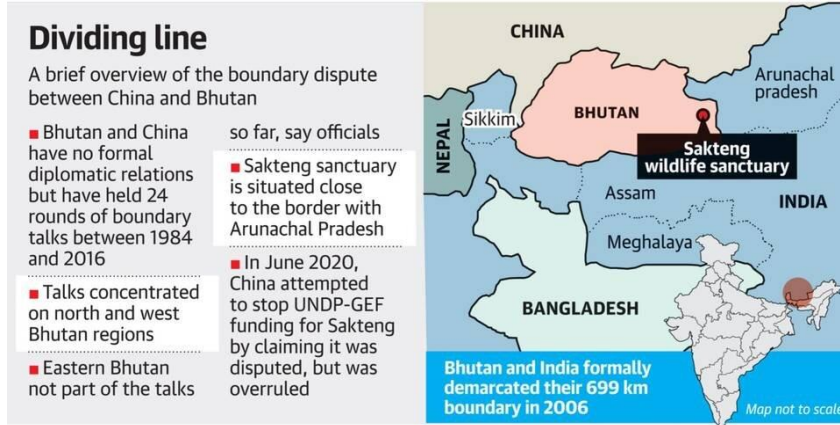 Dividing line
A brief overview of the boundary dispute
between China and Bhutan
■ Bhutan and China
have no formal
diplomatic relations
but have held 24
rounds of boundary
talks between 1984
and 2016
■ Talks concentrated
on north and west
Bhutan regions
■ Eastern Bhutan
not part of the talks
so far, say officials
■ Sakteng sanctuary
is situated close
to the border with
Arunachal Pradesh
■ In June 2020,
China attempted
to stop UNDP-GEF
funding for Sakteng
by claiming it was
disputed, but was
overruled
CHINA
Arunachal
pradesh
BHUTAN
Sikkim
NEPAL
Sakteng
wildlife sanctuary
Assam
INDIA
Meghalaya
BANGLADESH
Bhutan and India formally
demarcated their 699 km
boundary in 2006
Map not to scale